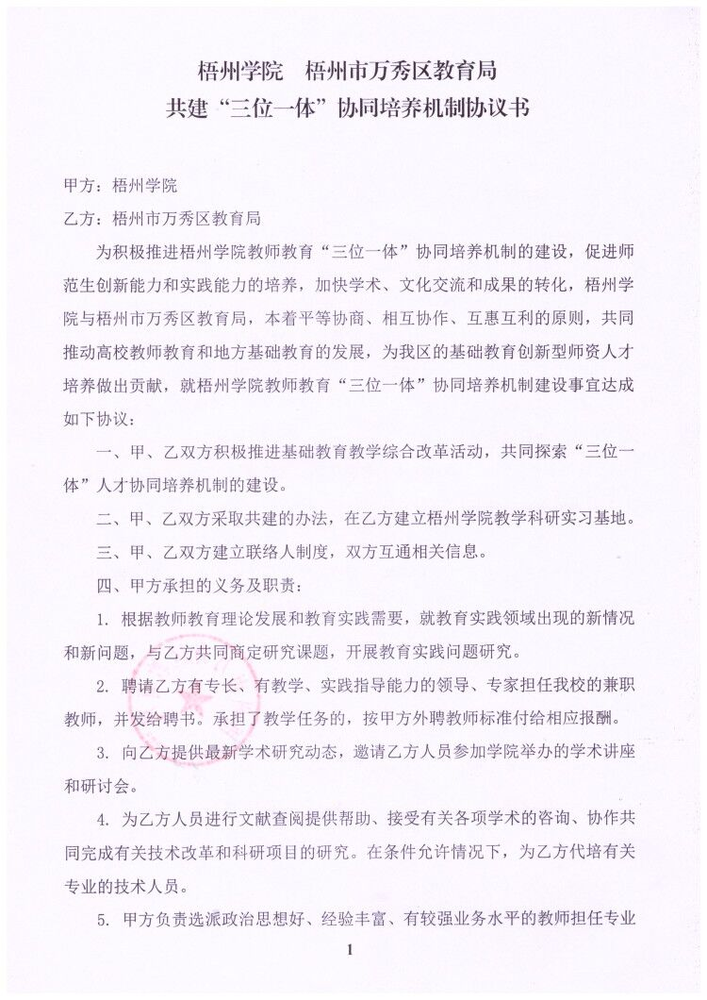 梧州学院　梧州市万秀区教育局
共建“三位一体”协同培养机制协议书
甲方：梧州学院
乙方：梧州市万秀区教育局
为积极推进梧州学院教师教育“三位一体”协同培养机制的建设，促进师
范生创新能力和实践能力的培养，加快学术、文化交流和成果的转化，梧州学
院与梧州市万秀区教育局，本着平等协商、相互协作、互惠互利的原则，共同
推动高校教师教育和地方基础教育的发展，为我区的基础教育创新型师资人才
培养做出贡献，就梧州学院教师教育“三位一体”协同培养机制建设事宜达成
如下协议：
一、甲、乙双方积极推进基础教育教学综合改革活动，共同探索“三位一
体”人才协同培养机制的建设。
二、甲、乙双方采取共建的办法，在乙方建立梧州学院教学科研实习基地。
三、甲、乙双方建立联络人制度，双方互通相关信息。
四、甲方承担的义务及职责：
1. 根据教师教育理论发展和教育实践需要，就教育实践领域出现的新情况
和新问题，与乙方共同商定研究课题，开展教育实践问题研究。
2. 聘请乙方有专长、有教学、实践指导能力的领导、专家担任我校的兼职
教师，并发给聘书。承担了教学任务的，按甲方外聘教师标准付给相应报酬。
3. 向乙方提供最新学术研究动态，邀请乙方人员参加学院举办的学术讲座
和研讨会。
4. 为乙方人员进行文献查阅提供帮助、接受有关各项学术的咨询、协作共
同完成有关技术改革和科研项目的研究。在条件允许情况下，为乙方代培有关
专业的技术人员。
5. 甲方负责选派政治思想好、经验丰富、有较强业务水平的教师担任专业
1